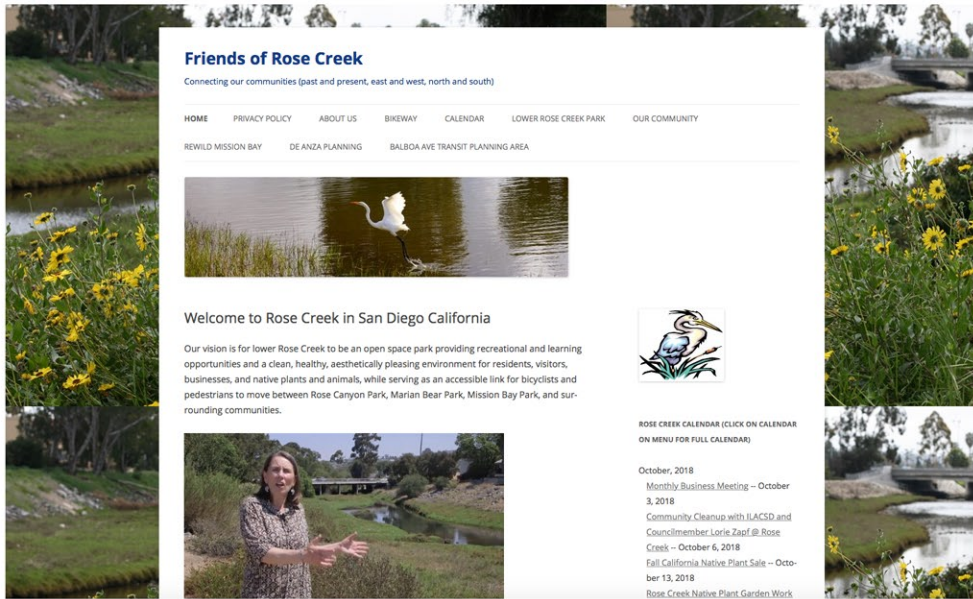 Friends of Rose Creek
Connecting our communities (past and present, east and west, north and south)
HOME PRIVACY POLICY ABOUT US BIKEWAY CALENDAR LOWER ROSE CREEK PARK OUR COMMUNITY
REWILD MISSION BAY DE ANZA PLANNING BALBOA AVE TRANSIT PLANNING AREA
Welcome to Rose Creek in San Diego California
Our vision is for lower Rose Creek to be an open space park providing recreational and learning
opportunities and a clean, healthy, aesthetically pleasing environment for residents, visitors,
businesses, and native plants and animals, while serving as an accessible link for bicyclists and
pedestrians to move between Rose Canyon Park, Marian Bear Park, Mission Bay Park, and sur-
rounding communities.
ROSE CREEK CALENDAR (CLICK ON CALENDAR
ON MENU FOR FULL CALENDAR)
October, 2018
Monthly Business Meeting -- October
3, 2018
Community Cleanup with ILACSD and
Councilmember Lorie Zapf @ Rose
Creek -- October 6, 2018
Fall California Native Plant Sale -- Octo-
ber 13, 2018
Rose Creek Native Plant Garden Work